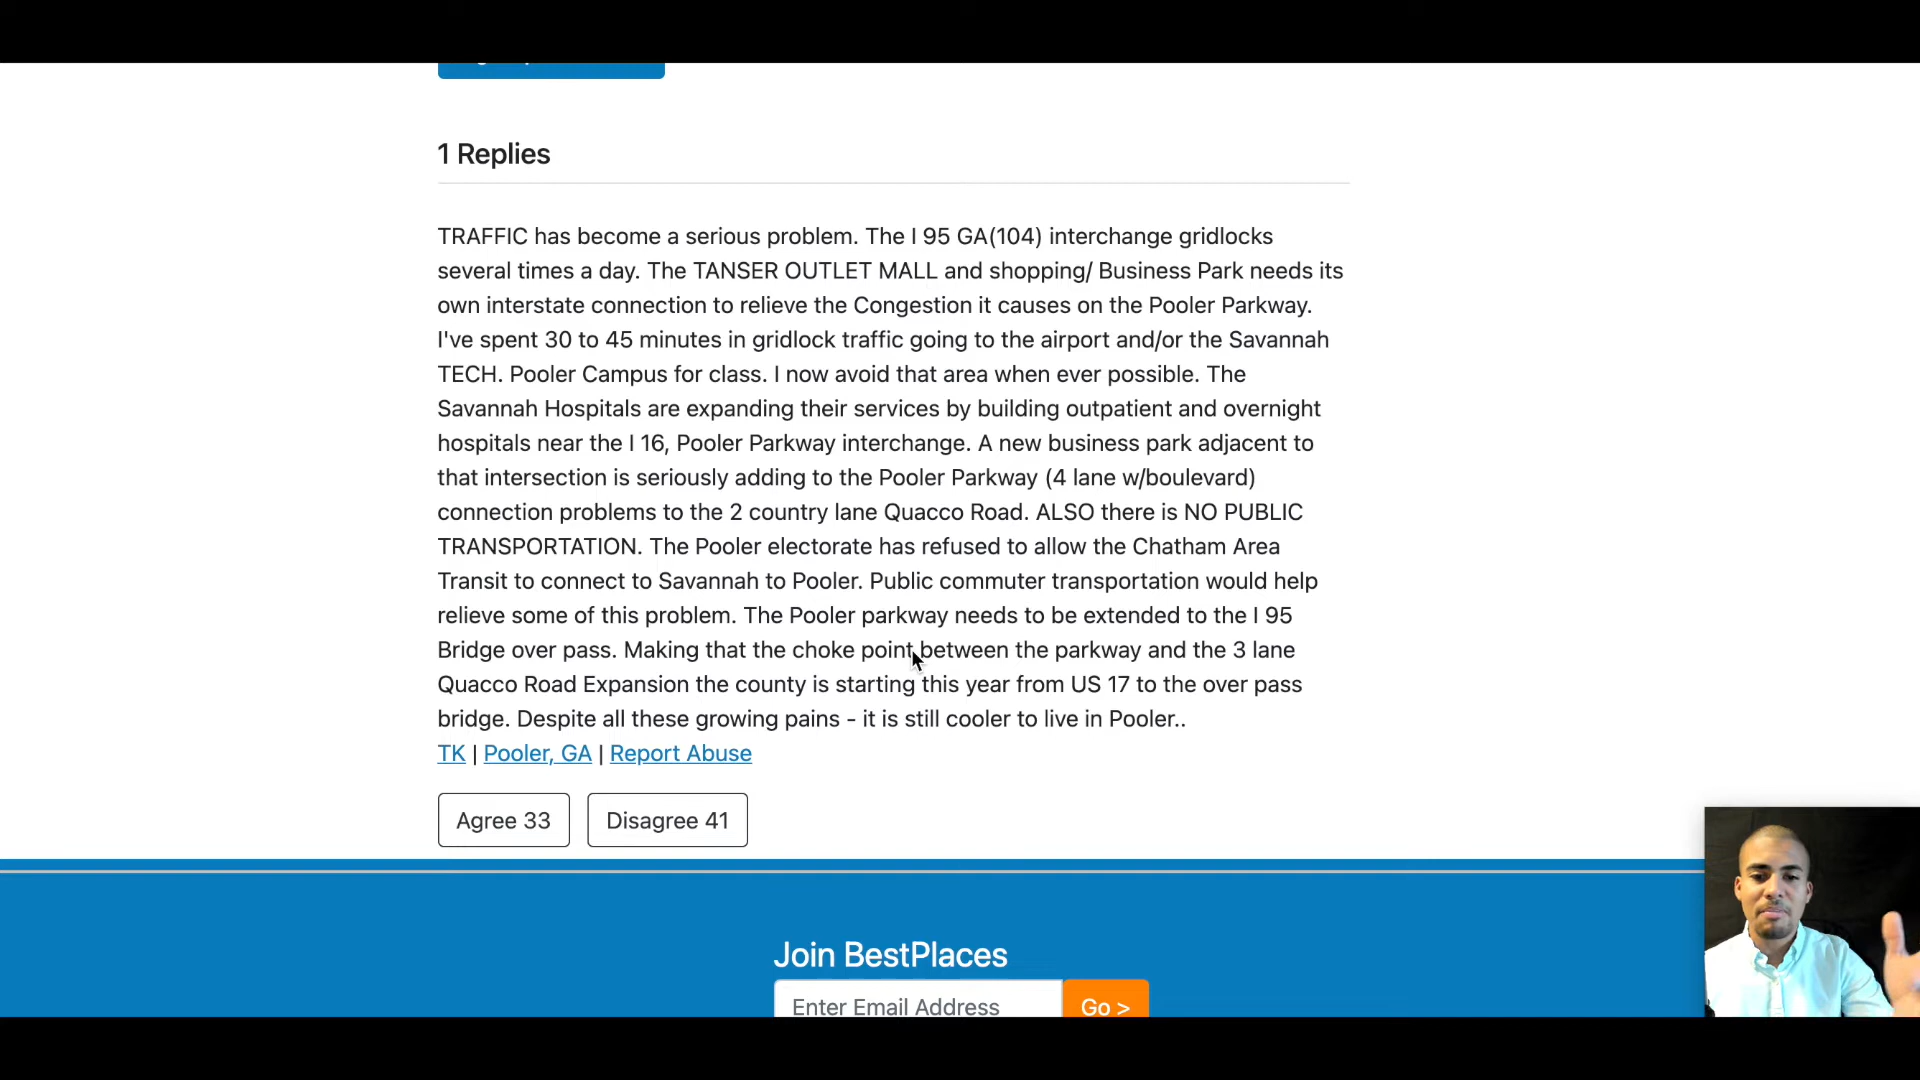 1 Replies
TRAFFIC has become a serious problem. The I 95 GA(104) interchange gridlocks
several times a day. The TANSER OUTLET MALL and shopping/ Business Park needs its
own interstate connection to relieve the Congestion it causes on the Pooler Parkway.
I've spent 30 to 45 minutes in gridlock traffic going to the airport and/or the Savannah
TECH. Pooler Campus for class. I now avoid that area when ever possible. The
Savannah Hospitals are expanding their services by building outpatient and overnight
hospitals near the I 16, Pooler Parkway interchange. A new business park adjacent to
that intersection is seriously adding to the Pooler Parkway (4 lane w/boulevard)
connection problems to the 2 country lane Quacco Road. ALSO there is NO PUBLIC
TRANSPORTATION. The Pooler electorate has refused to allow the Chatham Area
Transit to connect to Savannah to Pooler. Public commuter transportation would help
relieve some of this problem. The Pooler parkway needs to be extended to the I 95
Bridge over pass. Making that the choke point between the parkway and the 3 lane
Quacco Road Expansion the county is starting this year from US 17 to the over pass
bridge. Despite all these growing pains - it is still cooler to live in Pooler..
TK | Pooler, GA | Report Abuse
Agree 33 Disagree 41
Join BestPlaces
Enter Email Address Go >